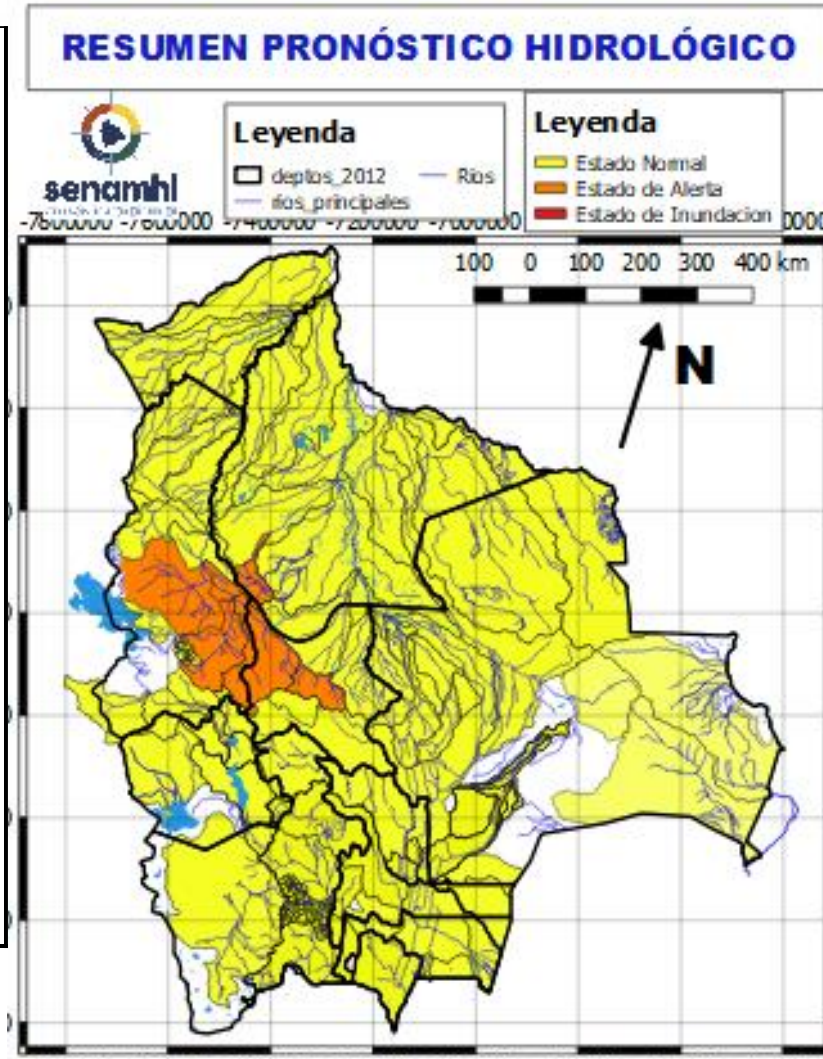 RESUMEN PRONÓSTICO HIDROLÓGICO
senamhi
Leyenda
deptos_2012
Rios
rios_principales
Leyenda
Estado Normal
Estado de Alerta
Estado de Inundacion
-7800000 -7600000 -7400000 -7200000 -7000000
100 0 100 200 300 400 km
N